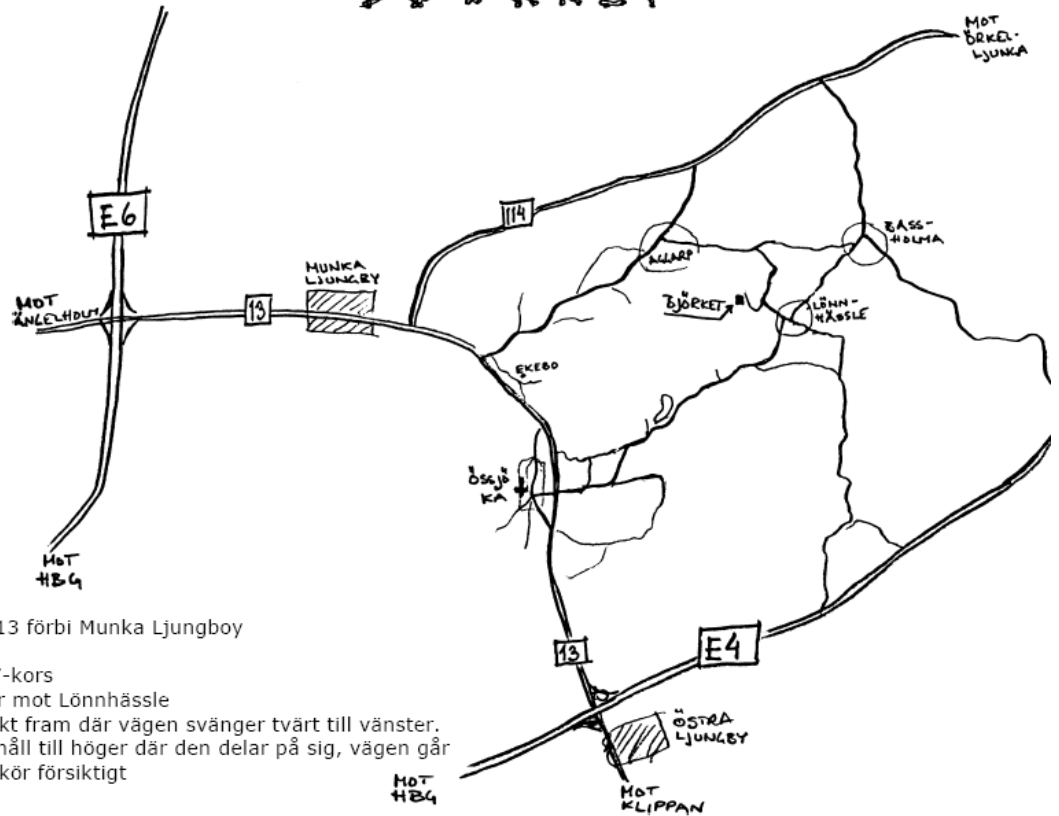 MOT
ÖRKEL-
LJUNGA
E6
114
BASS-
HOLMA
ALLARP
MUNKA
LJUNGBY
MOT
ÄNGELHOLM
13
BJÖRKET
LÖNN-
HÄSSLE
EKEBO
ÖSSJÖ
KA
MOT
HBG
13 förbi Munka Ljungboy
-kors
r mot Lönnhässle
kt fram där vägen svänger tvärt till vänster.
håll till höger där den delar på sig, vägen går
kör försiktigt
13
E4
ÖSTRA
LJUNGBY
MOT
HBG
MOT
KLIPPAN